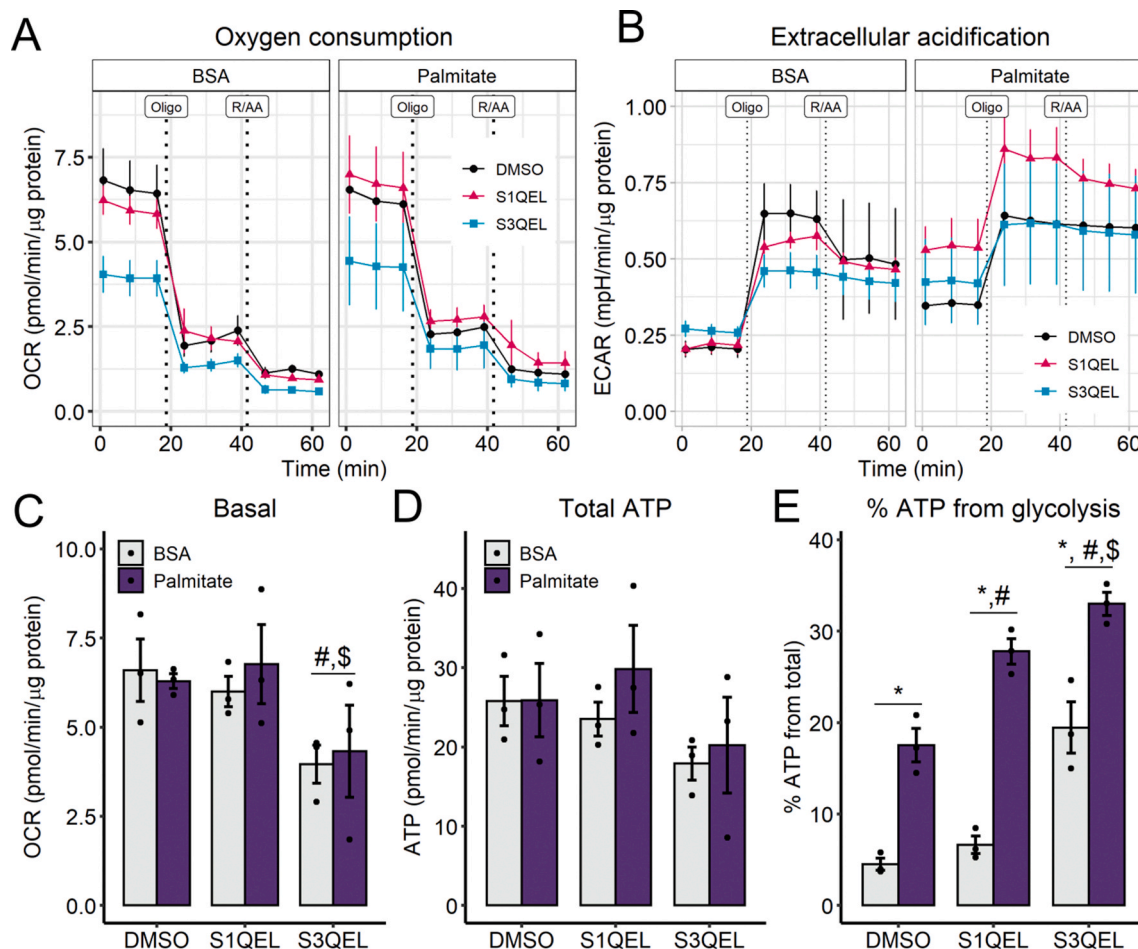 A
Oxygen consumption
BSA
Palmitate
Oligo
R/AA
Oligo
R/AA
DMSO
S1QEL
S3QEL
7.5
5.0
2.5
0.0
OCR (pmol/min/µg protein)
0 20 40 60 0 20 40 60
Time (min)
B
Extracellular acidification
BSA
Palmitate
Oligo
R/AA
Oligo
R/AA
1.00
0.75
0.50
0.25
0.00
ECAR (mpH/min/µg protein)
DMSO
S1QEL
S3QEL
0 20 40 60 0 20 40 60
Time (min)
C
Basal
BSA
Palmitate
10.0
7.5
5.0
2.5
0.0
OCR (pmol/min/µg protein)
#,$
DMSO S1QEL S3QEL
D
Total ATP
BSA
Palmitate
40
30
20
10
0
ATP (pmol/min/µg protein)
DMSO S1QEL S3QEL
E
% ATP from glycolysis
40
30
20
10
0
% ATP from total)
*
*,#
*, #,$
DMSO S1QEL S3QEL